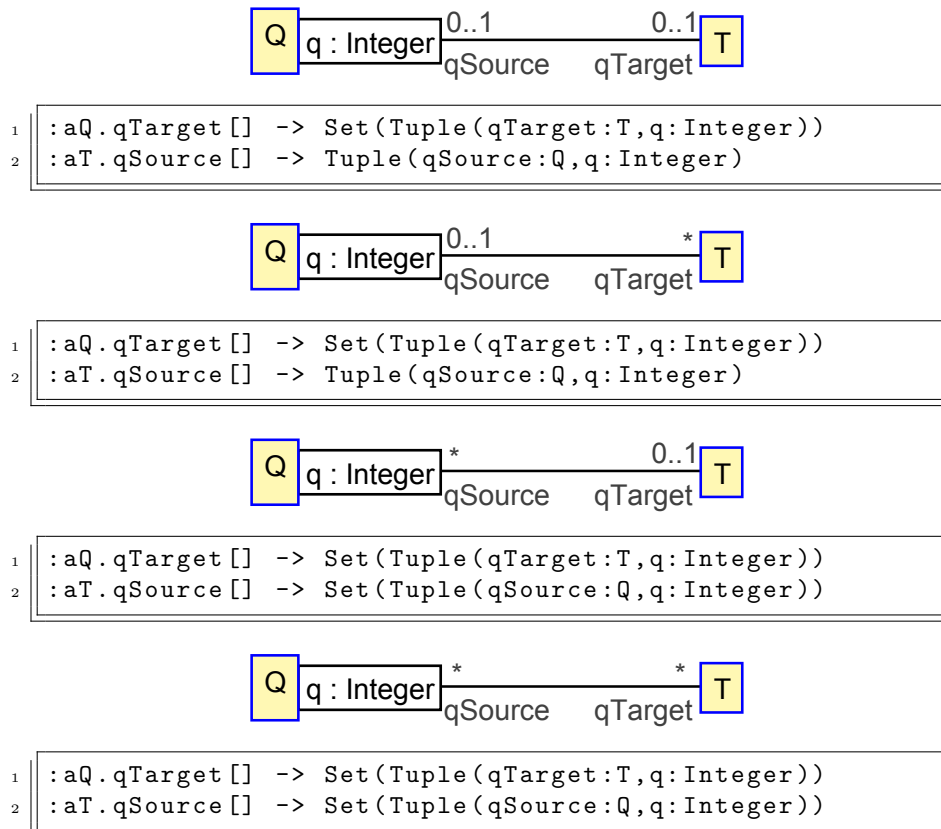 Q q : Integer 0..1 0..1 T
qSource qTarget
1 :aQ.qTarget[] -> Set(Tuple(qTarget:T,q:Integer))
2 :aT.qSource[] -> Tuple(qSource:Q,q:Integer)
Q q : Integer 0..1 * T
qSource qTarget
1 :aQ.qTarget[] -> Set(Tuple(qTarget:T,q:Integer))
2 :aT.qSource[] -> Tuple(qSource:Q,q:Integer)
Q q : Integer * 0..1 T
qSource qTarget
1 :aQ.qTarget[] -> Set(Tuple(qTarget:T,q:Integer))
2 :aT.qSource[] -> Set(Tuple(qSource:Q,q:Integer))
Q q : Integer * * T
qSource qTarget
1 :aQ.qTarget[] -> Set(Tuple(qTarget:T,q:Integer))
2 :aT.qSource[] -> Set(Tuple(qSource:Q,q:Integer))